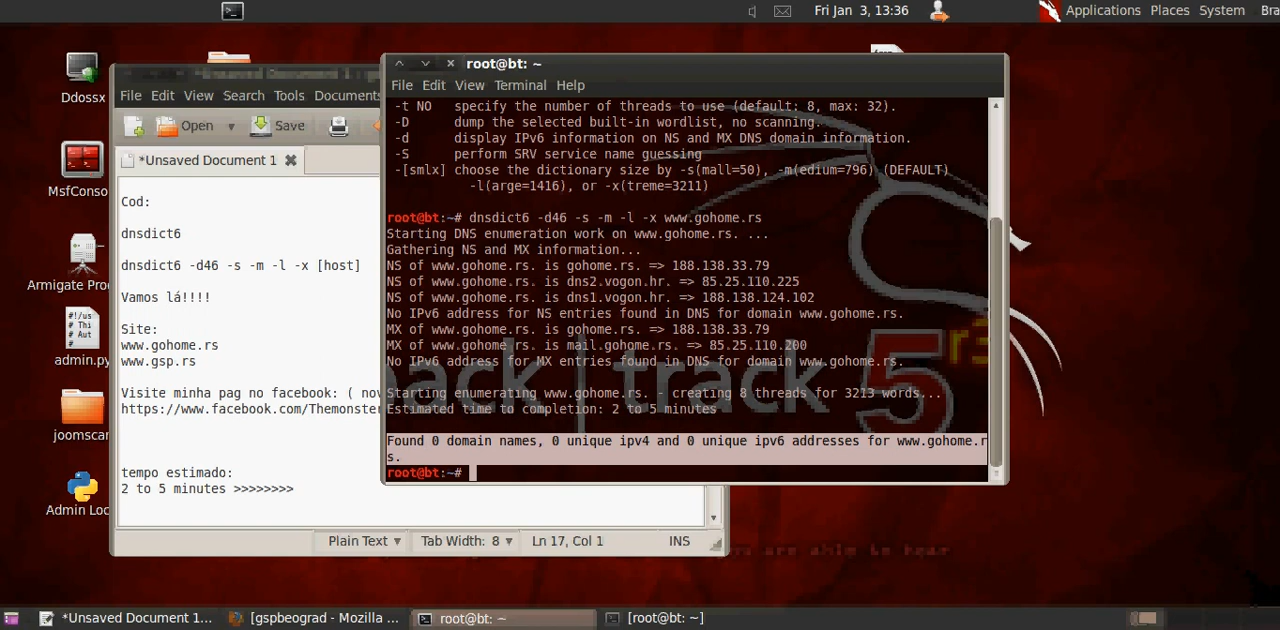 Fri Jan 3, 13:36
Applications Places System Bra
Ddossx
MsfConso
Armigate Pro
#!/us
# Thi
# Aut
#
admin.py
joomscan
Admin Loc
File Edit View Search Tools Documents
Open Save
*Unsaved Document 1
Cod:
dnsdict6
dnsdict6 -d46 -s -m -l -x [host]
Vamos lá!!!!
Site:
www.gohome.rs
www.gsp.rs
Visite minha pag no facebook: ( nov
https://www.facebook.com/Themonster
tempo estimado:
2 to 5 minutes >>>>>>>>
Plain Text Tab Width: 8 Ln 17, Col 1 INS
root@bt: ~
File Edit View Terminal Help
-t NO specify the number of threads to use (default: 8, max: 32).
-D dump the selected built-in wordlist, no scanning.
-d display IPv6 information on NS and MX DNS domain information.
-S perform SRV service name guessing
-[smlx] choose the dictionary size by -s(mall=50), -m(edium=796) (DEFAULT)
-l(arge=1416), or -x(treme=3211)
root@bt:~# dnsdict6 -d46 -s -m -l -x www.gohome.rs
Starting DNS enumeration work on www.gohome.rs. ...
Gathering NS and MX information...
NS of www.gohome.rs. is gohome.rs. => 188.138.33.79
NS of www.gohome.rs. is dns2.vogon.hr. => 85.25.110.225
NS of www.gohome.rs. is dns1.vogon.hr. => 188.138.124.102
No IPv6 address for NS entries found in DNS for domain www.gohome.rs.
MX of www.gohome.rs. is gohome.rs. => 188.138.33.79
MX of www.gohome.rs. is mail.gohome.rs. => 85.25.110.200
No IPv6 address for MX entries found in DNS for domain www.gohome.rs.
Starting enumerating www.gohome.rs. - creating 8 threads for 3213 words...
Estimated time to completion: 2 to 5 minutes
Found 0 domain names, 0 unique ipv4 and 0 unique ipv6 addresses for www.gohome.r
s.
root@bt:~#
back | track 5 r3
you are able to hear
*Unsaved Document 1... [gspbeograd - Mozilla ... root@bt: ~ [root@bt: ~]